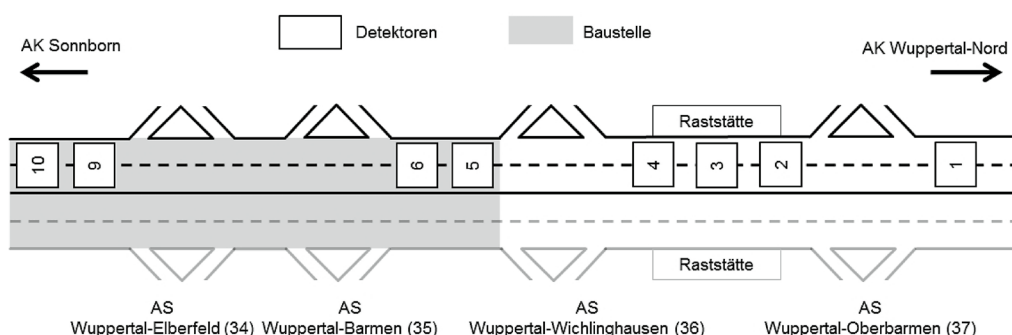 Detektoren
Baustelle
AK Sonnborn
AK Wuppertal-Nord
Raststätte
10 9 6 5 4 3 2 1
Raststätte
AS
Wuppertal-Elberfeld (34)
AS
Wuppertal-Barmen (35)
AS
Wuppertal-Wichlinghausen (36)
AS
Wuppertal-Oberbarmen (37)